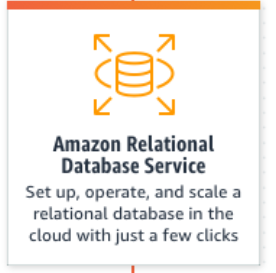 Amazon Relational
Database Service
Set up, operate, and scale a
relational database in the
cloud with just a few clicks